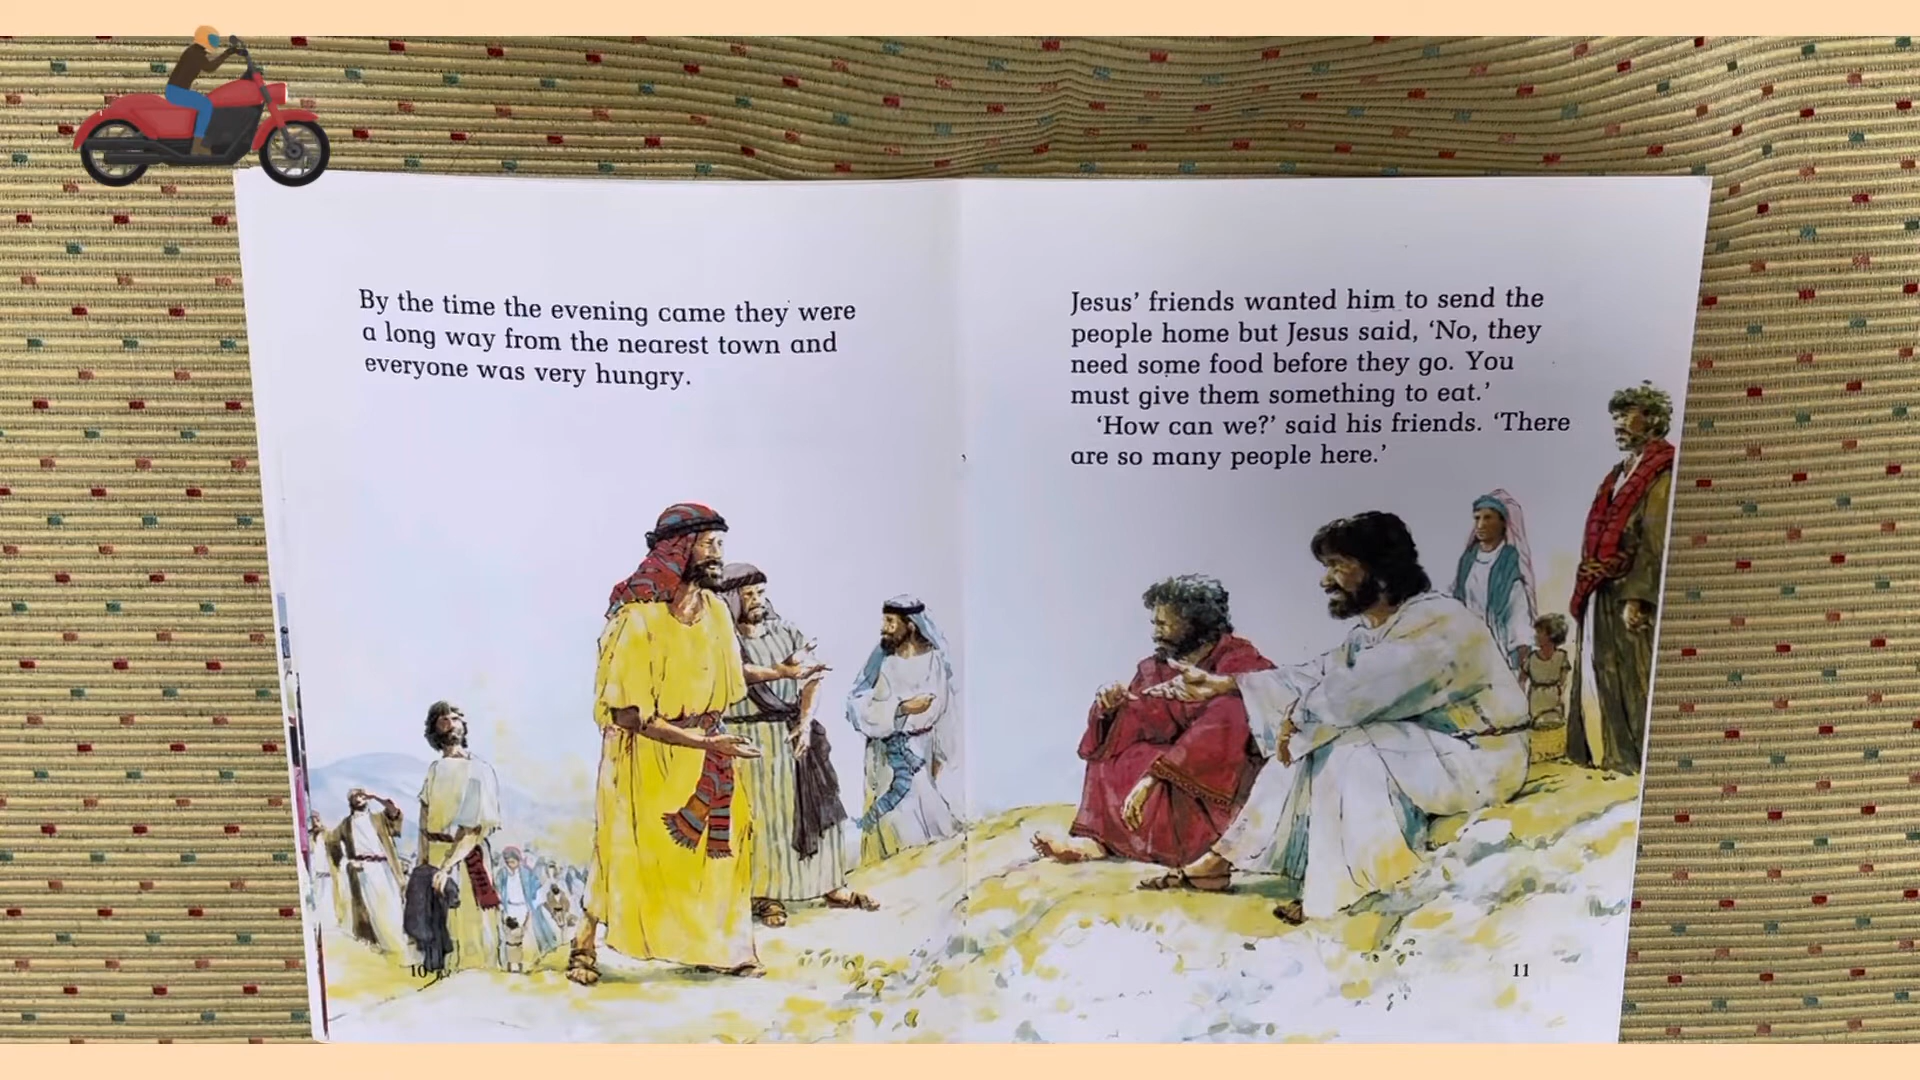 By the time the evening came they were
a long way from the nearest town and
everyone was very hungry.
10
Jesus' friends wanted him to send the
people home but Jesus said, 'No, they
need some food before they go. You
must give them something to eat.'
'How can we?' said his friends. 'There
are so many people here.'
11